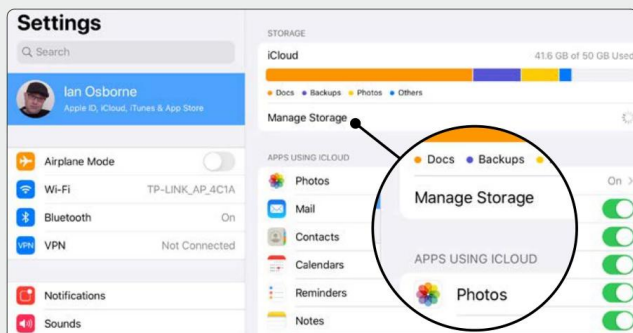 Settings
Search
Ian Osborne
Apple ID, iCloud, iTunes & App Store
Airplane Mode
Wi-Fi TP-LINK_AP_4C1A
Bluetooth On
VPN VPN Not Connected
Notifications
Sounds
STORAGE
iCloud 41.6 GB of 50 GB Used
Docs Backups Photos Others
Manage Storage
APPS USING ICLOUD
Photos On
Mail
Contacts
Calendars
Reminders
Notes
Docs Backups
Manage Storage
APPS USING ICLOUD
Photos